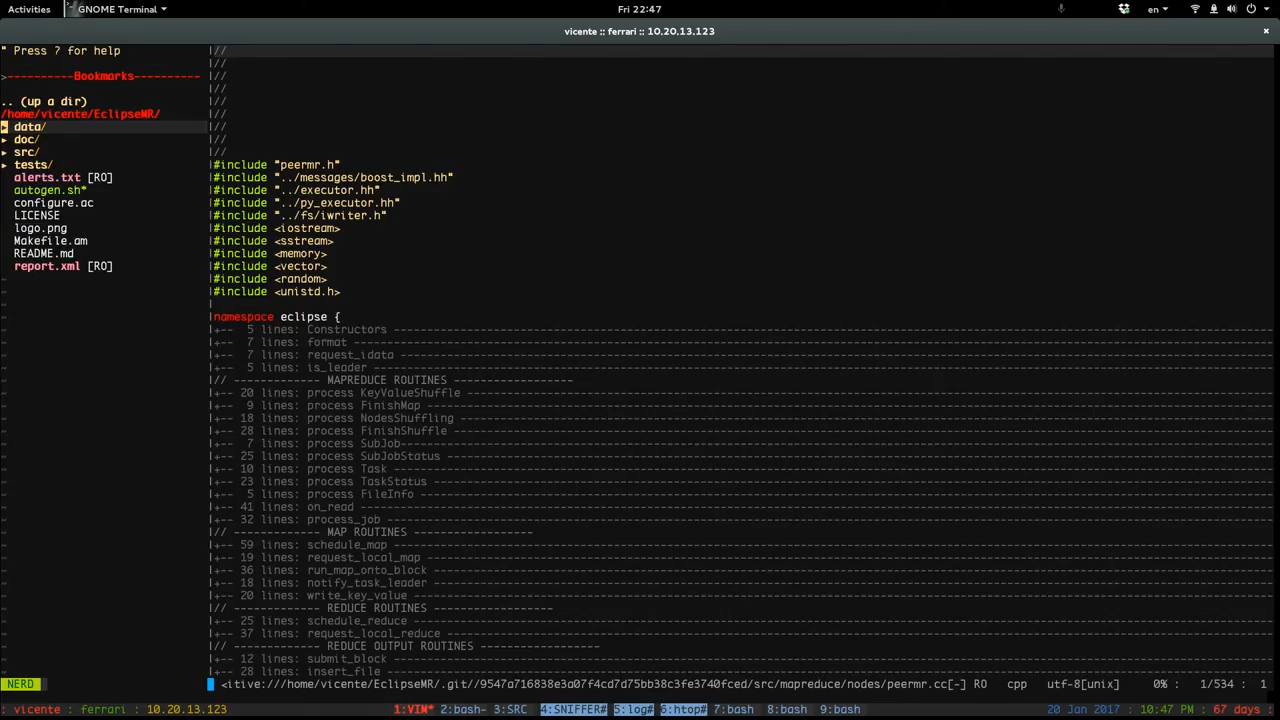 Activities GNOME Terminal Fri 22:47 en
vicente :: ferrari :: 10.20.13.123 ×
" Press ? for help
>----------Bookmarks----------
.. (up a dir)
/home/vicente/EclipseMR/
▸ data/
▸ doc/
▸ src/
▸ tests/
alerts.txt [RO]
autogen.sh*
configure.ac
LICENSE
logo.png
Makefile.am
README.md
report.xml [RO]
//
//
//
//
//
//
//
//
//
#include "peermr.h"
#include "../messages/boost_impl.hh"
#include "../executor.hh"
#include "../py_executor.hh"
#include "../fs/iwriter.h"
#include <iostream>
#include <sstream>
#include <memory>
#include <vector>
#include <random>
#include <unistd.h>
namespace eclipse {
+-- 5 lines: Constructors
+-- 7 lines: format
+-- 7 lines: request_idata
+-- 5 lines: is_leader
// ------------- MAPREDUCE ROUTINES ------------------
+-- 20 lines: process KeyValueShuffle
+-- 9 lines: process FinishMap
+-- 18 lines: process NodesShuffling
+-- 28 lines: process FinishShuffle
+-- 7 lines: process SubJob
+-- 25 lines: process SubJobStatus
+-- 10 lines: process Task
+-- 23 lines: process TaskStatus
+-- 5 lines: process FileInfo
+-- 41 lines: on_read
+-- 32 lines: process_job
// ------------- MAP ROUTINES ------------------
+-- 59 lines: schedule_map
+-- 19 lines: request_local_map
+-- 36 lines: run_map_onto_block
+-- 18 lines: notify_task_leader
+-- 20 lines: write_key_value
// ------------- REDUCE ROUTINES ------------------
+-- 25 lines: schedule_reduce
+-- 37 lines: request_local_reduce
// ------------- REDUCE OUTPUT ROUTINES ------------------
+-- 12 lines: submit_block
+-- 28 lines: insert_file
NERD <itive:///home/vicente/EclipseMR/.git//9547a716838e3a07f4cd7d75bb38c3fe3740fced/src/mapreduce/nodes/peermr.cc[-] RO cpp utf-8[unix] 0% : 1/534 : 1
: vicente : ferrari : 10.20.13.123 1:VIM* 2:bash- 3:SRC 4:SNIFFER# 5:log# 6:htop# 7:bash 8:bash 9:bash 20 Jan 2017 : 10:47 PM : 67 days :